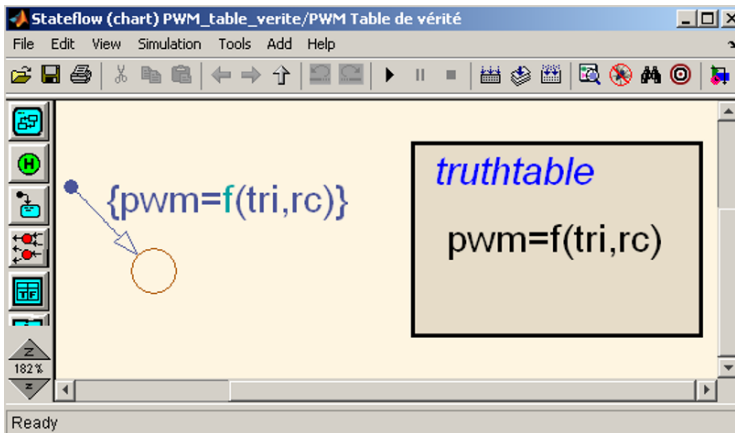 Stateflow (chart) PWM_table_verite/PWM Table de vérité
File Edit View Simulation Tools Add Help
{pwm=f(tri,rc)}
truthtable
pwm=f(tri,rc)
H
TF
Z
182%
z
Ready